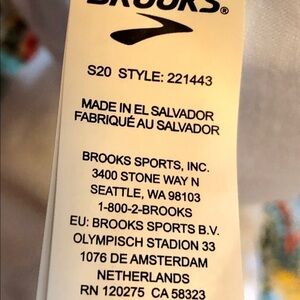 BROOKS®
S20 STYLE: 221443
MADE IN EL SALVADOR
FABRIQUÉ AU SALVADOR
BROOKS SPORTS, INC.
3400 STONE WAY N
SEATTLE, WA 98103
1-800-2-BROOKS
EU: BROOKS SPORTS B.V.
OLYMPISCH STADION 33
1076 DE AMSTERDAM
NETHERLANDS
RN 120275 CA 58323